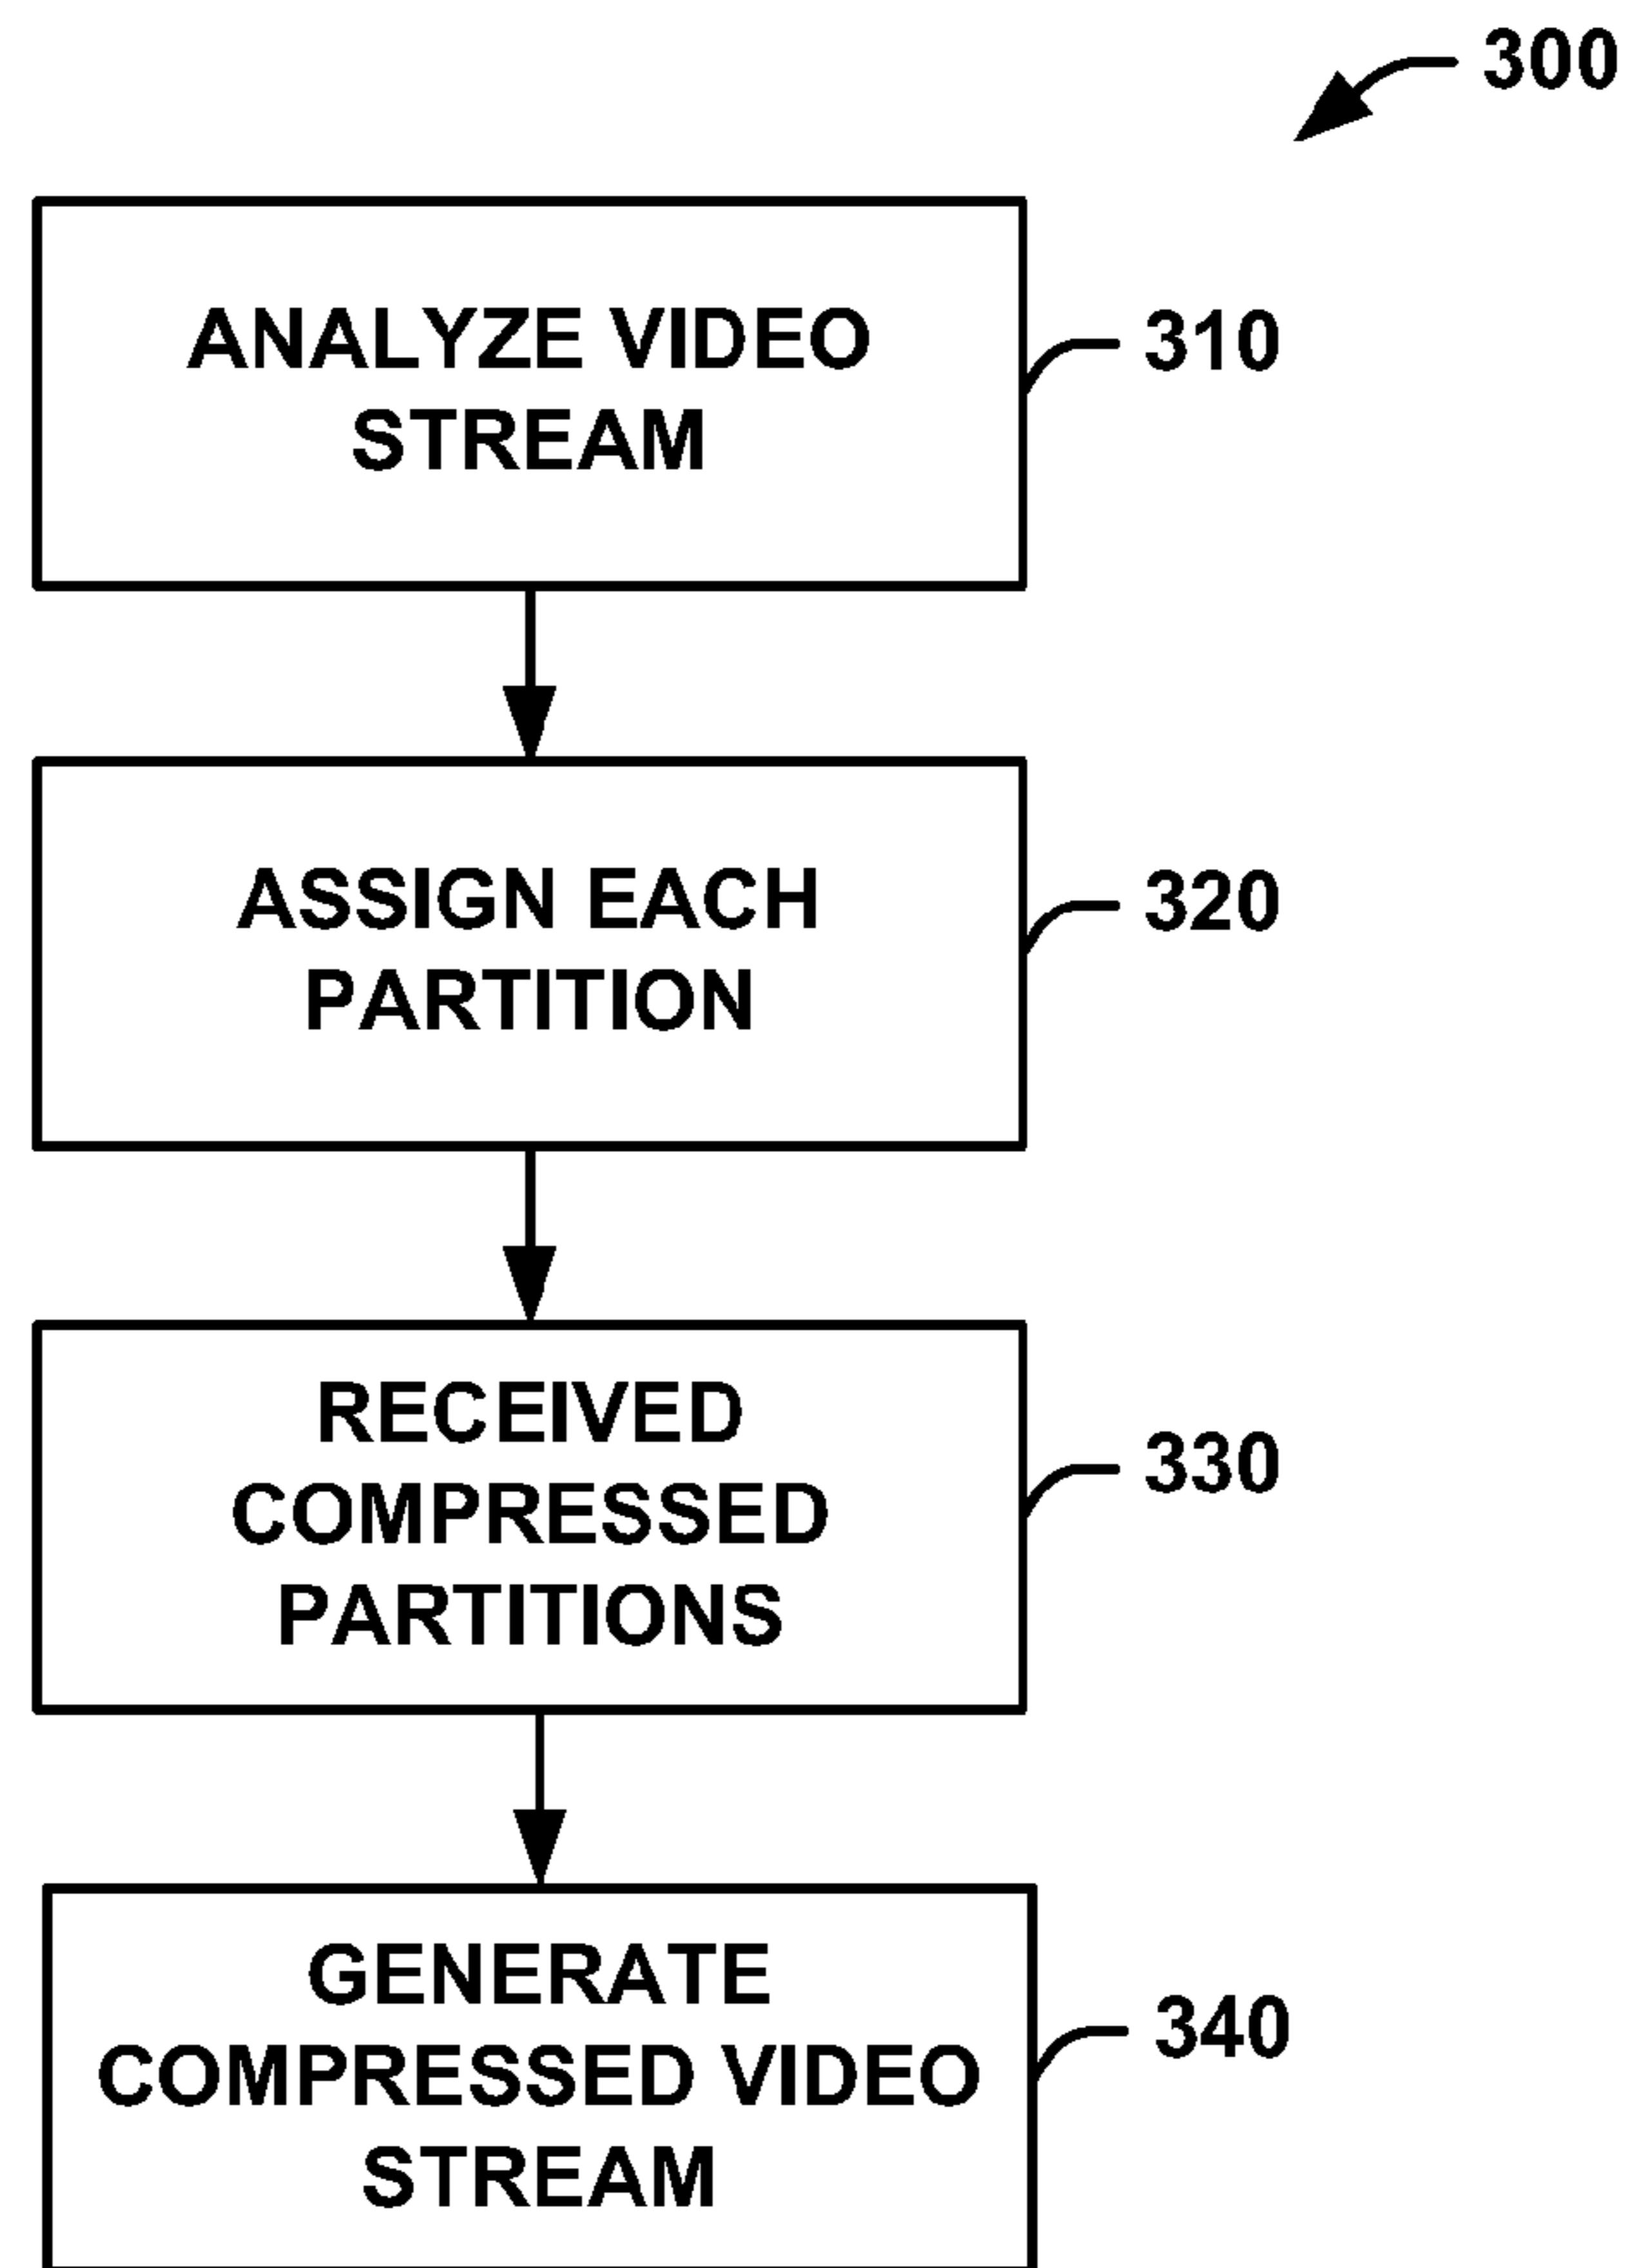 300
ANALYZE VIDEO
STREAM
310
ASSIGN EACH
PARTITION
320
RECEIVED
COMPRESSED
PARTITIONS
330
GENERATE
COMPRESSED VIDEO
STREAM
340